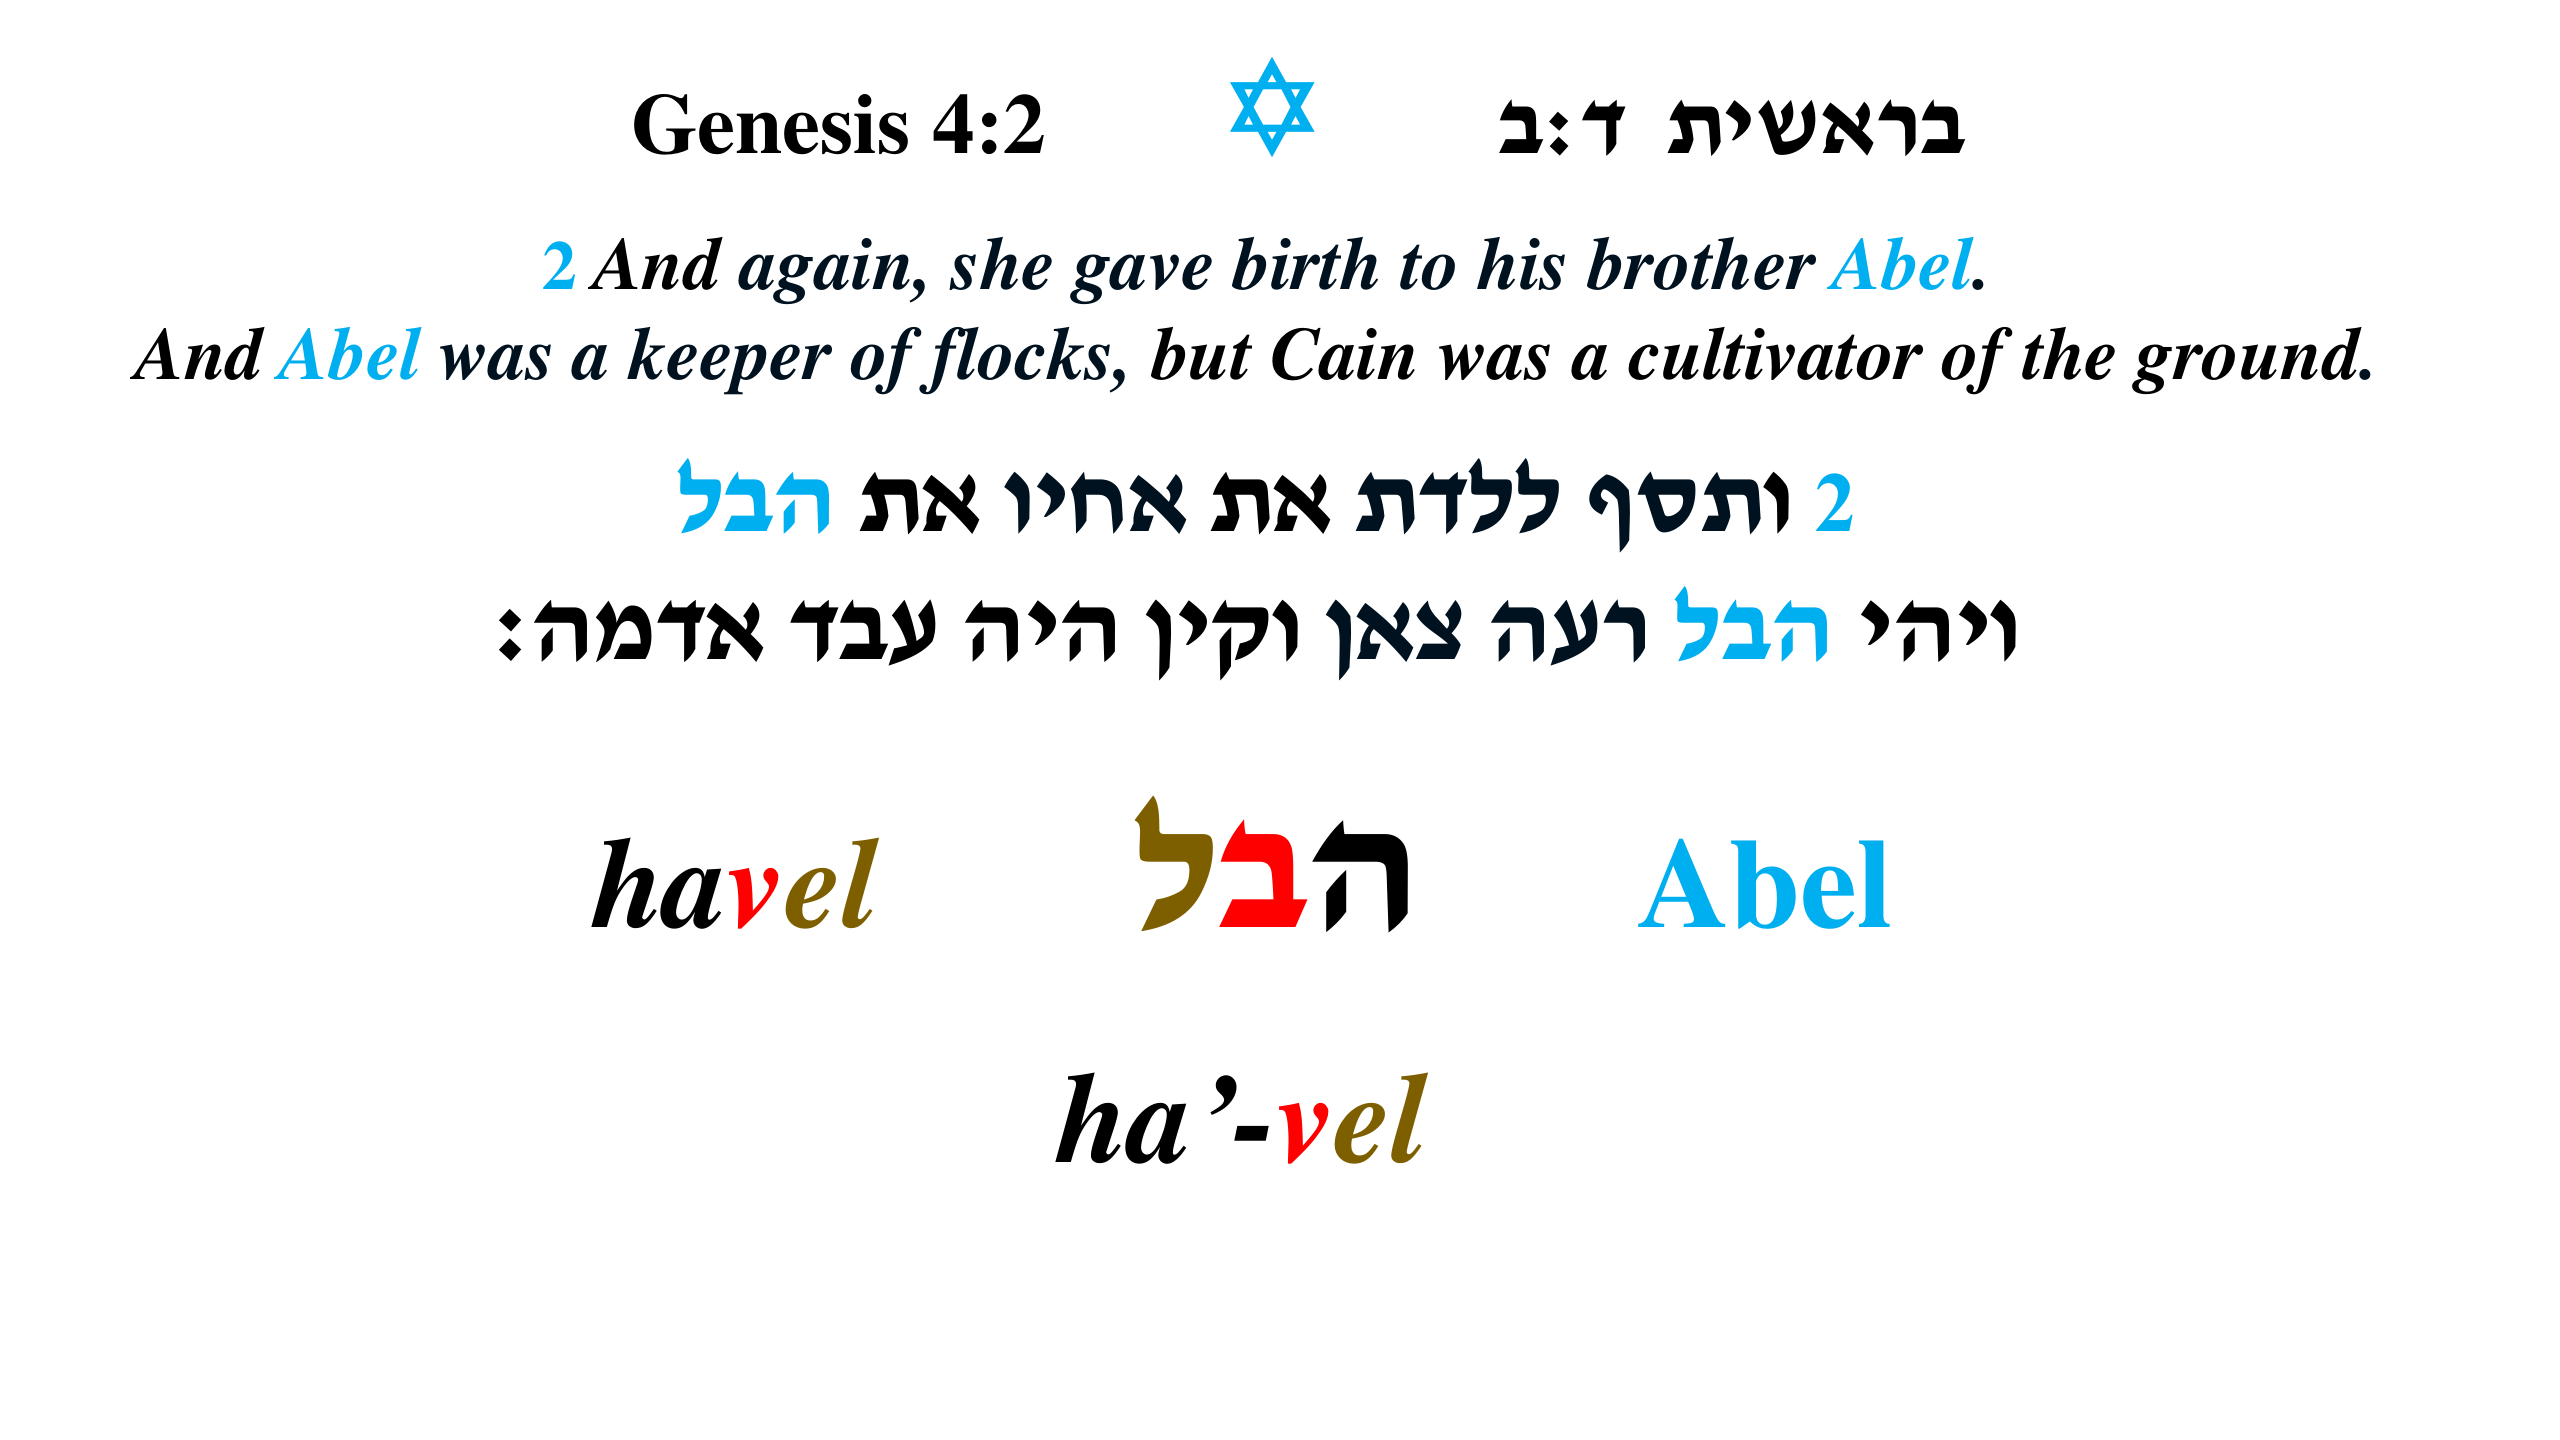 Genesis 4:2 ✡ בראשית ד:ב
2 And again, she gave birth to his brother Abel.
And Abel was a keeper of flocks, but Cain was a cultivator of the ground.
2 ותסף ללדת את אחיו את הבל
ויהי הבל רעה צאן וקין היה עבד אדמה:
havel הבל Abel
ha’-vel